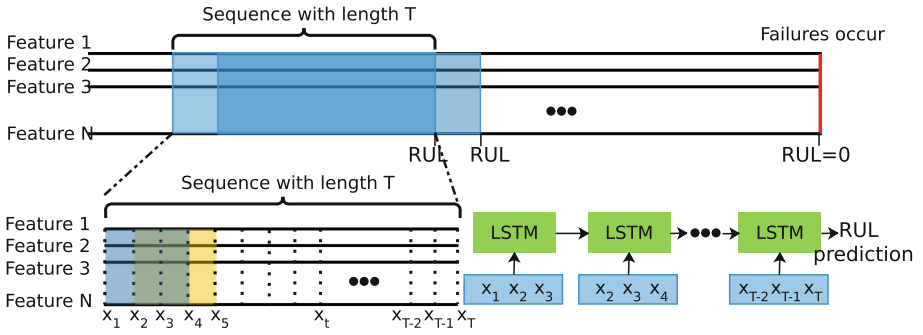 Sequence with length T
Failures occur
Feature 1
Feature 2
Feature 3
Feature N
RUL RUL RUL=0
Sequence with length T
Feature 1
Feature 2
Feature 3
Feature N
x1 x2 x3 x4 x5 xt xT-2 xT-1 xT
LSTM LSTM LSTM RUL
prediction
x1 x2 x3 x2 x3 x4 xT-2 xT-1 xT